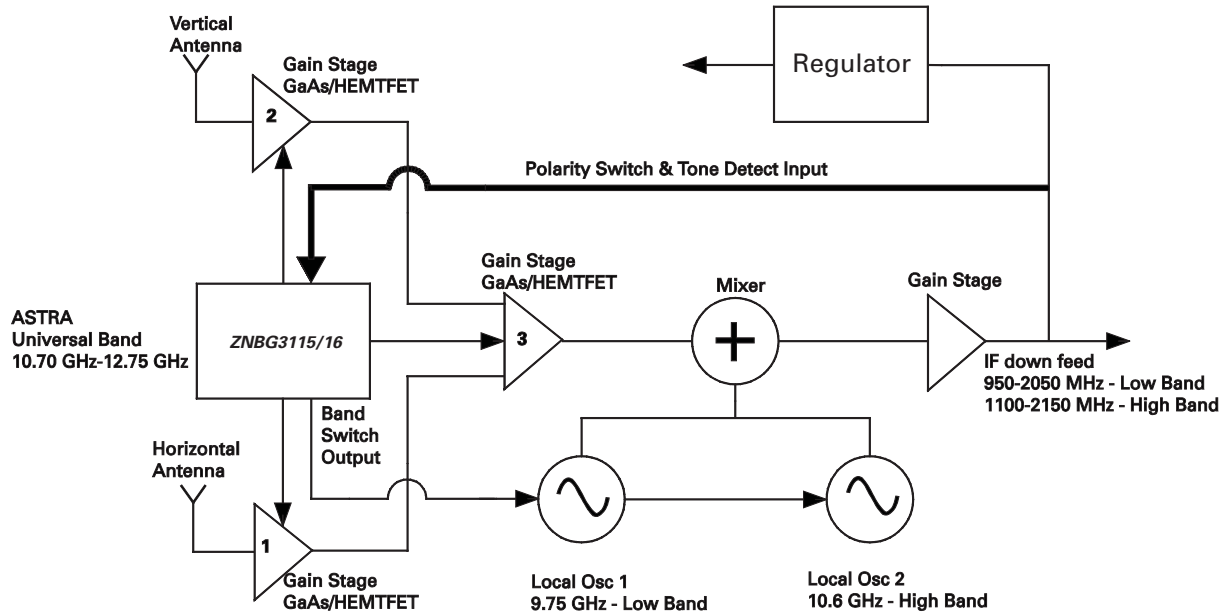 Vertical
Antenna
Gain Stage
GaAs/HEMTFET
2
Regulator
Polarity Switch & Tone Detect Input
ASTRA
Universal Band
10.70 GHz-12.75 GHz
ZNBG3115/16
Gain Stage
GaAs/HEMTFET
3
Mixer
+
Gain Stage
IF down feed
950-2050 MHz - Low Band
1100-2150 MHz - High Band
Band
Switch
Output
Horizontal
Antenna
1
Gain Stage
GaAs/HEMTFET
Local Osc 1
9.75 GHz - Low Band
Local Osc 2
10.6 GHz - High Band